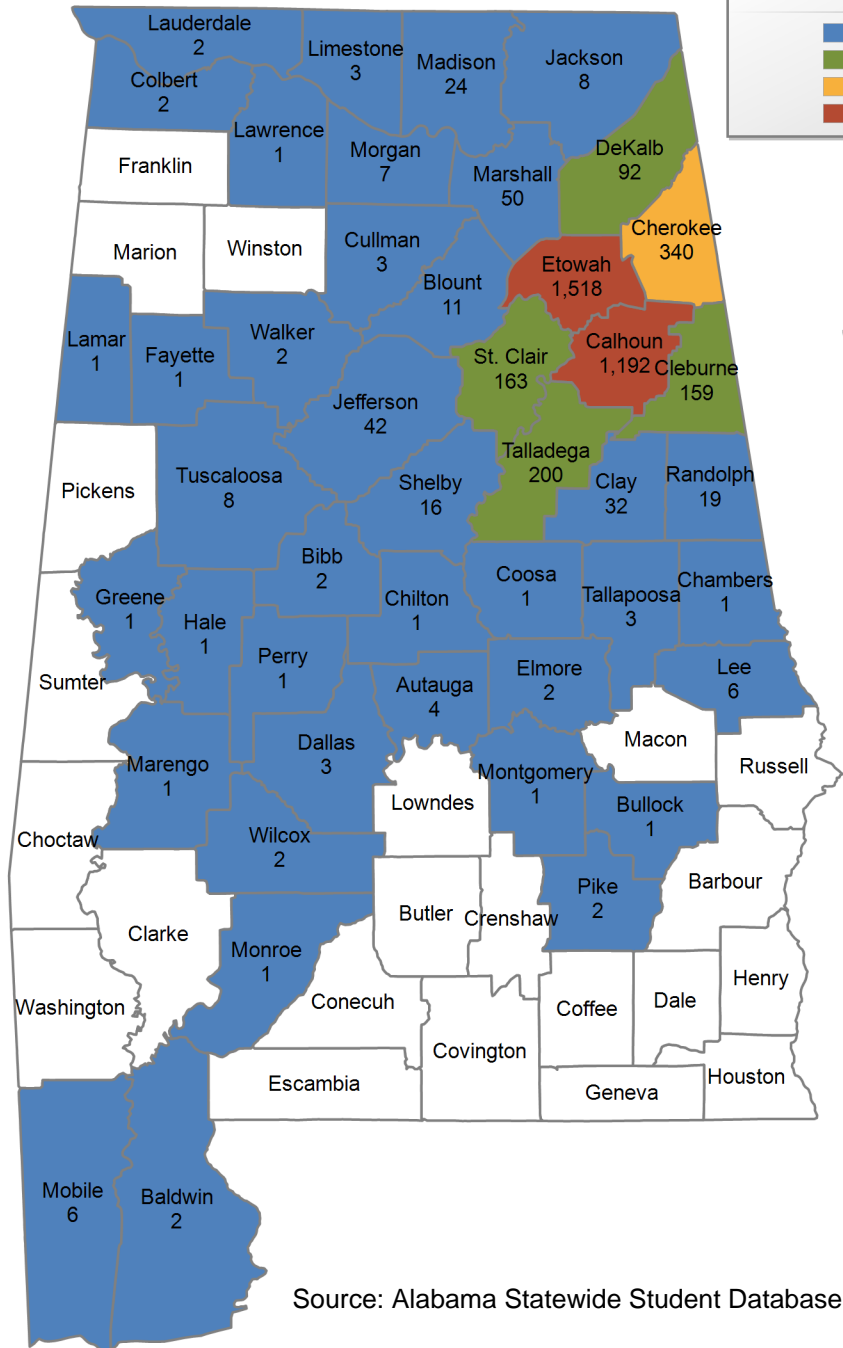 Lauderdale
2
Limestone
3
Madison
24
Jackson
8
Colbert
2
Lawrence
1
Franklin
Morgan
7
Marshall
50
DeKalb
92
Cherokee
340
Marion
Winston
Cullman
3
Blount
11
Etowah
1,518
Lamar
1
Fayette
1
Walker
2
St. Clair
163
Calhoun
1,192
Cleburne
159
Jefferson
42
Talladega
200
Pickens
Tuscaloosa
8
Shelby
16
Clay
32
Randolph
19
Bibb
2
Greene
1
Hale
1
Chilton
1
Coosa
1
Tallapoosa
3
Chambers
1
Perry
1
Sumter
Autauga
4
Elmore
2
Lee
6
Marengo
1
Dallas
3
Macon
Russell
Montgomery
1
Lowndes
Bullock
1
Choctaw
Wilcox
2
Pike
2
Barbour
Clarke
Butler
Crenshaw
Monroe
1
Henry
Washington
Conecuh
Coffee
Dale
Covington
Escambia
Geneva
Houston
Mobile
6
Baldwin
2
Source: Alabama Statewide Student Database